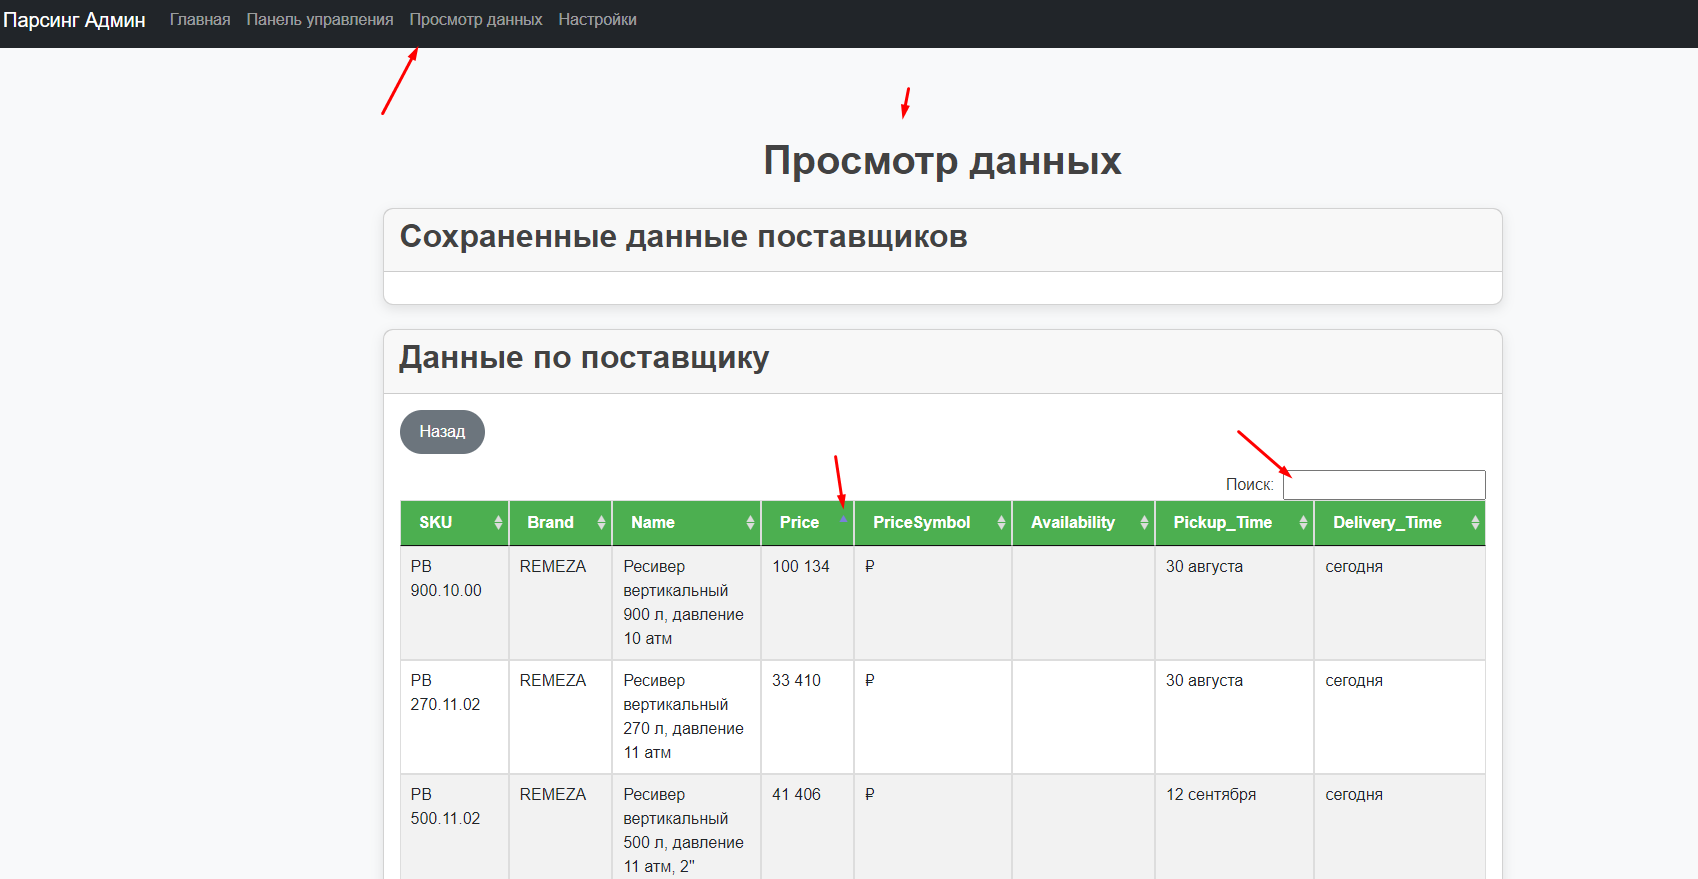 Парсинг Админ Главная Панель управления Просмотр данных Настройки
Просмотр данных
Сохраненные данные поставщиков
Данные по поставщику
Назад
Поиск:
SKU Brand Name Price PriceSymbol Availability Pickup_Time Delivery_Time
РВ 900.10.00 REMEZA Ресивер вертикальный 900 л, давление 10 атм 100 134 ₽ 30 августа сегодня
РВ 270.11.02 REMEZA Ресивер вертикальный 270 л, давление 11 атм 33 410 ₽ 30 августа сегодня
РВ 500.11.02 REMEZA Ресивер вертикальный 500 л, давление 11 атм, 2" 41 406 ₽ 12 сентября сегодня